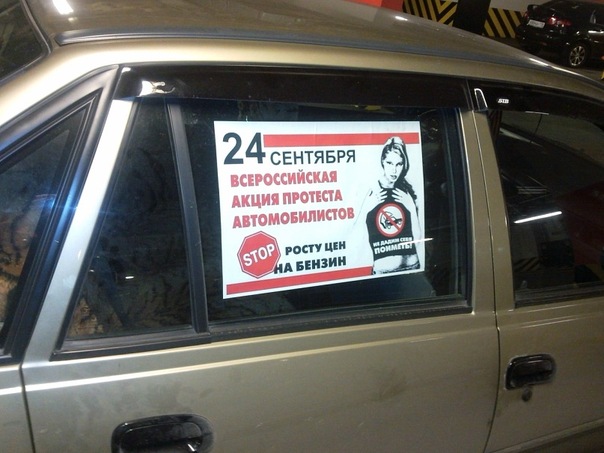 24 СЕНТЯБРЯ
ВСЕРОССИЙСКАЯ
АКЦИЯ ПРОТЕСТА
АВТОМОБИЛИСТОВ
STOP
РОСТУ ЦЕН
НА БЕНЗИН
НЕ ДАДИМ СЕБЯ
ПОИМЕТЬ!